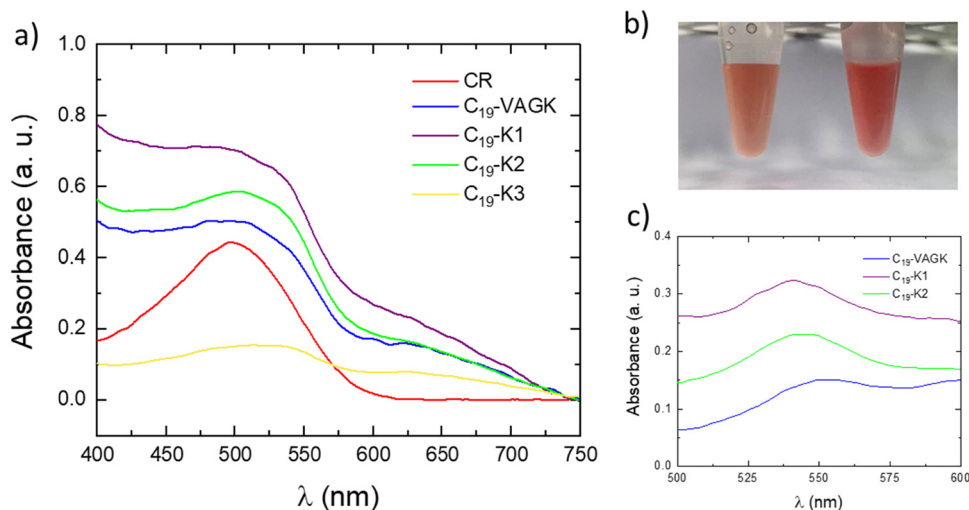 a)
1.0
0.8
0.6
0.4
0.2
0.0
Absorbance (a. u.)
CR
C₁₉-VAGK
C₁₉-K1
C₁₉-K2
C₁₉-K3
400 450 500 550 600 650 700 750
λ (nm)
b)
c)
0.4
0.3
0.2
0.1
0.0
Absorbance (a. u.)
C₁₉-VAGK
C₁₉-K1
C₁₉-K2
500 525 550 575 600
λ (nm)